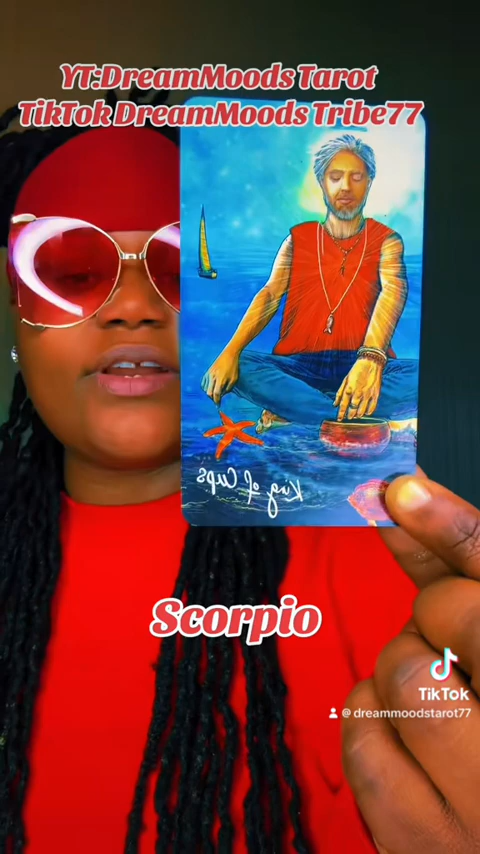 YT:DreamMoods Tarot
TikTok DreamMoods Tribe77
King of Cups
Scorpio
TikTok
@ dreammoodstarot77